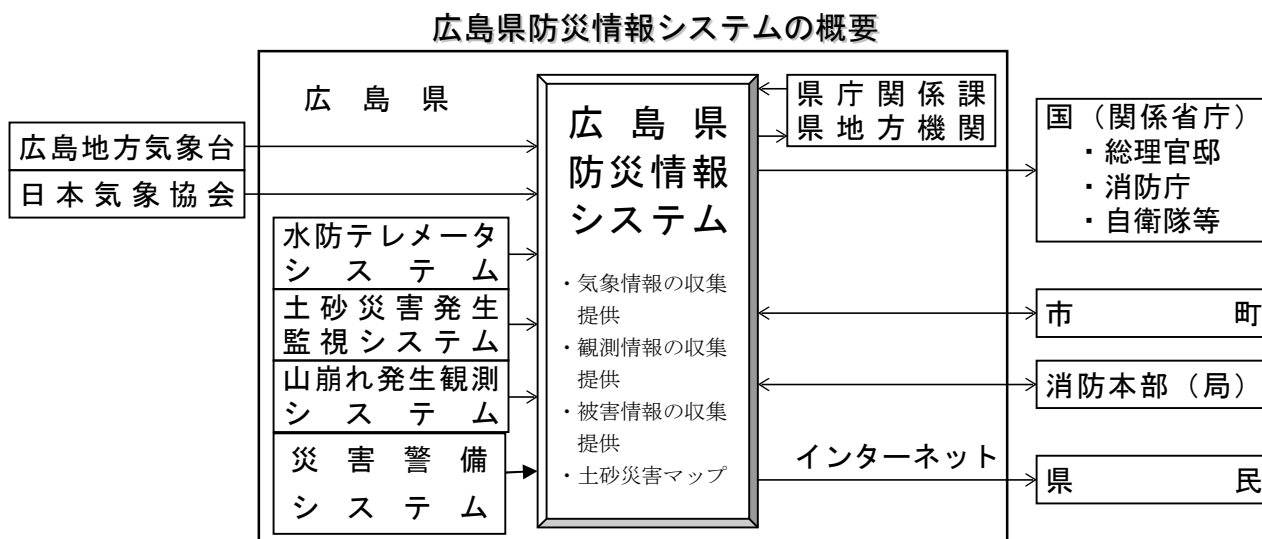 広島県防災情報システムの概要
広島県
広島地方気象台
日本気象協会
水防テレメータ
システム
土砂災害発生
監視システム
山崩れ発生観測
システム
災害警備
システム
広島県
防災情報
システム
・気象情報の収集
提供
・観測情報の収集
提供
・被害情報の収集
提供
・土砂災害マップ
県庁関係課
県地方機関
国（関係省庁）
・総理官邸
・消防庁
・自衛隊等
市町
消防本部（局）
インターネット
県民